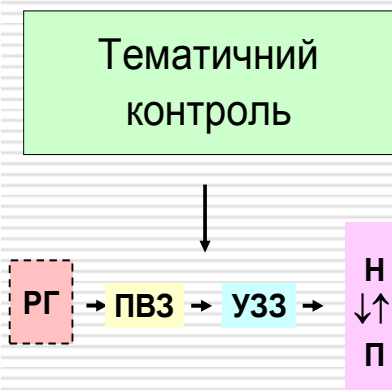 Тематичний
контроль
РГ → ПВЗ → УЗЗ →
Н
↓↑
П